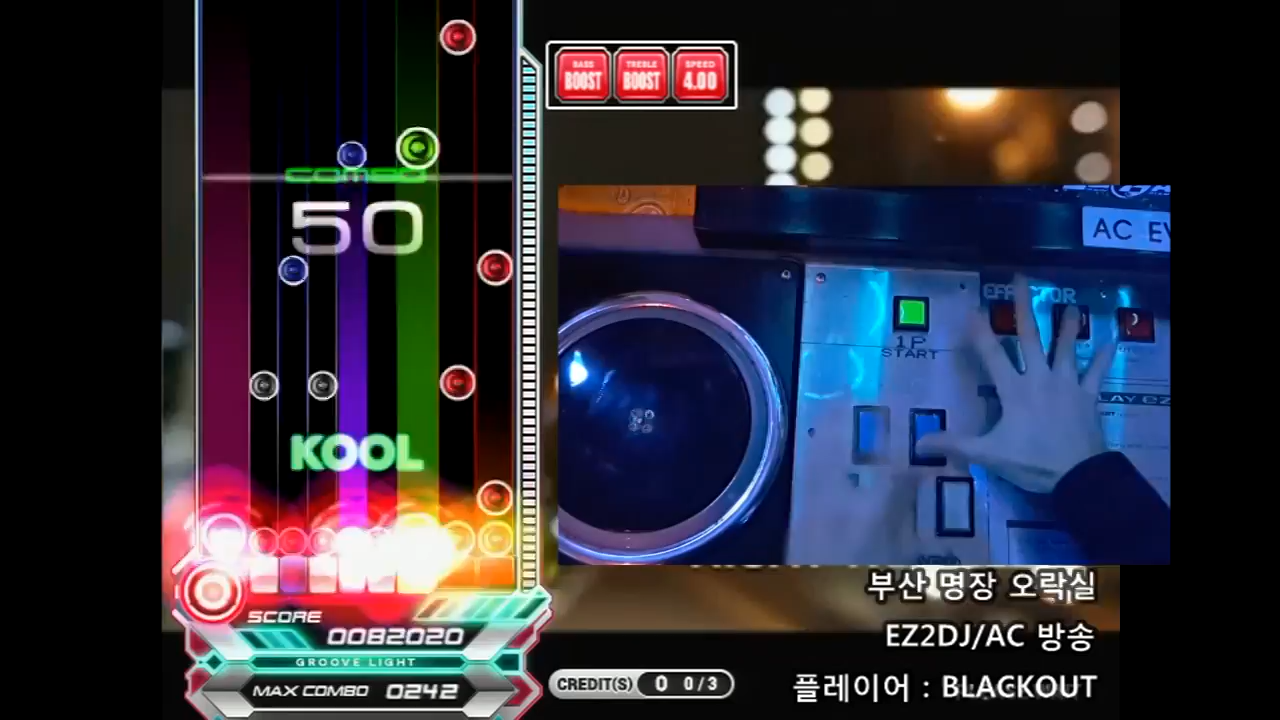 BASS BOOST
TREBLE BOOST
SPEED 4.00
COMBO
50
KOOL
AC EV
EFFECTOR
1P
START
SCORE
0082020
GROOVE LIGHT
MAX COMBO 0242
CREDIT(S) 0 0/3
부산 명장 오락실
EZ2DJ/AC 방송
플레이어 : BLACKOUT